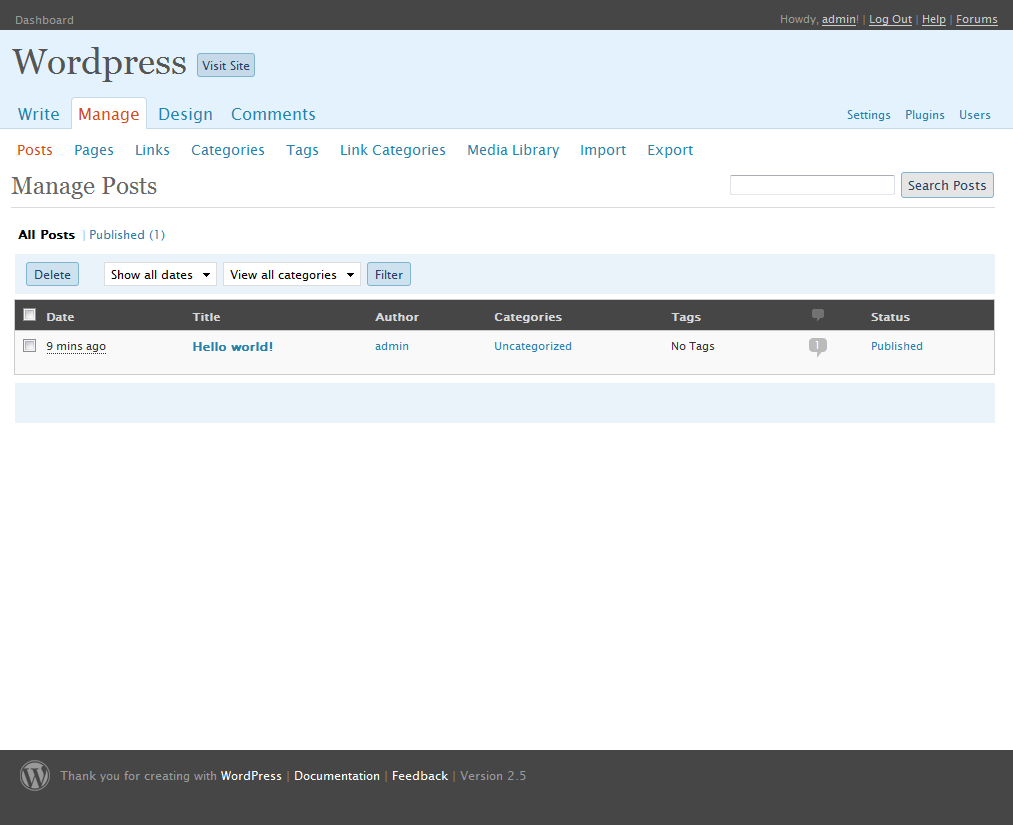 Dashboard Howdy, admin! | Log Out | Help | Forums
Wordpress Visit Site
Write Manage Design Comments Settings Plugins Users
Posts Pages Links Categories Tags Link Categories Media Library Import Export
Manage Posts Search Posts
All Posts | Published (1)
Delete Show all dates View all categories Filter
Date Title Author Categories Tags Status
9 mins ago Hello world! admin Uncategorized No Tags 1 Published
Thank you for creating with WordPress | Documentation | Feedback | Version 2.5